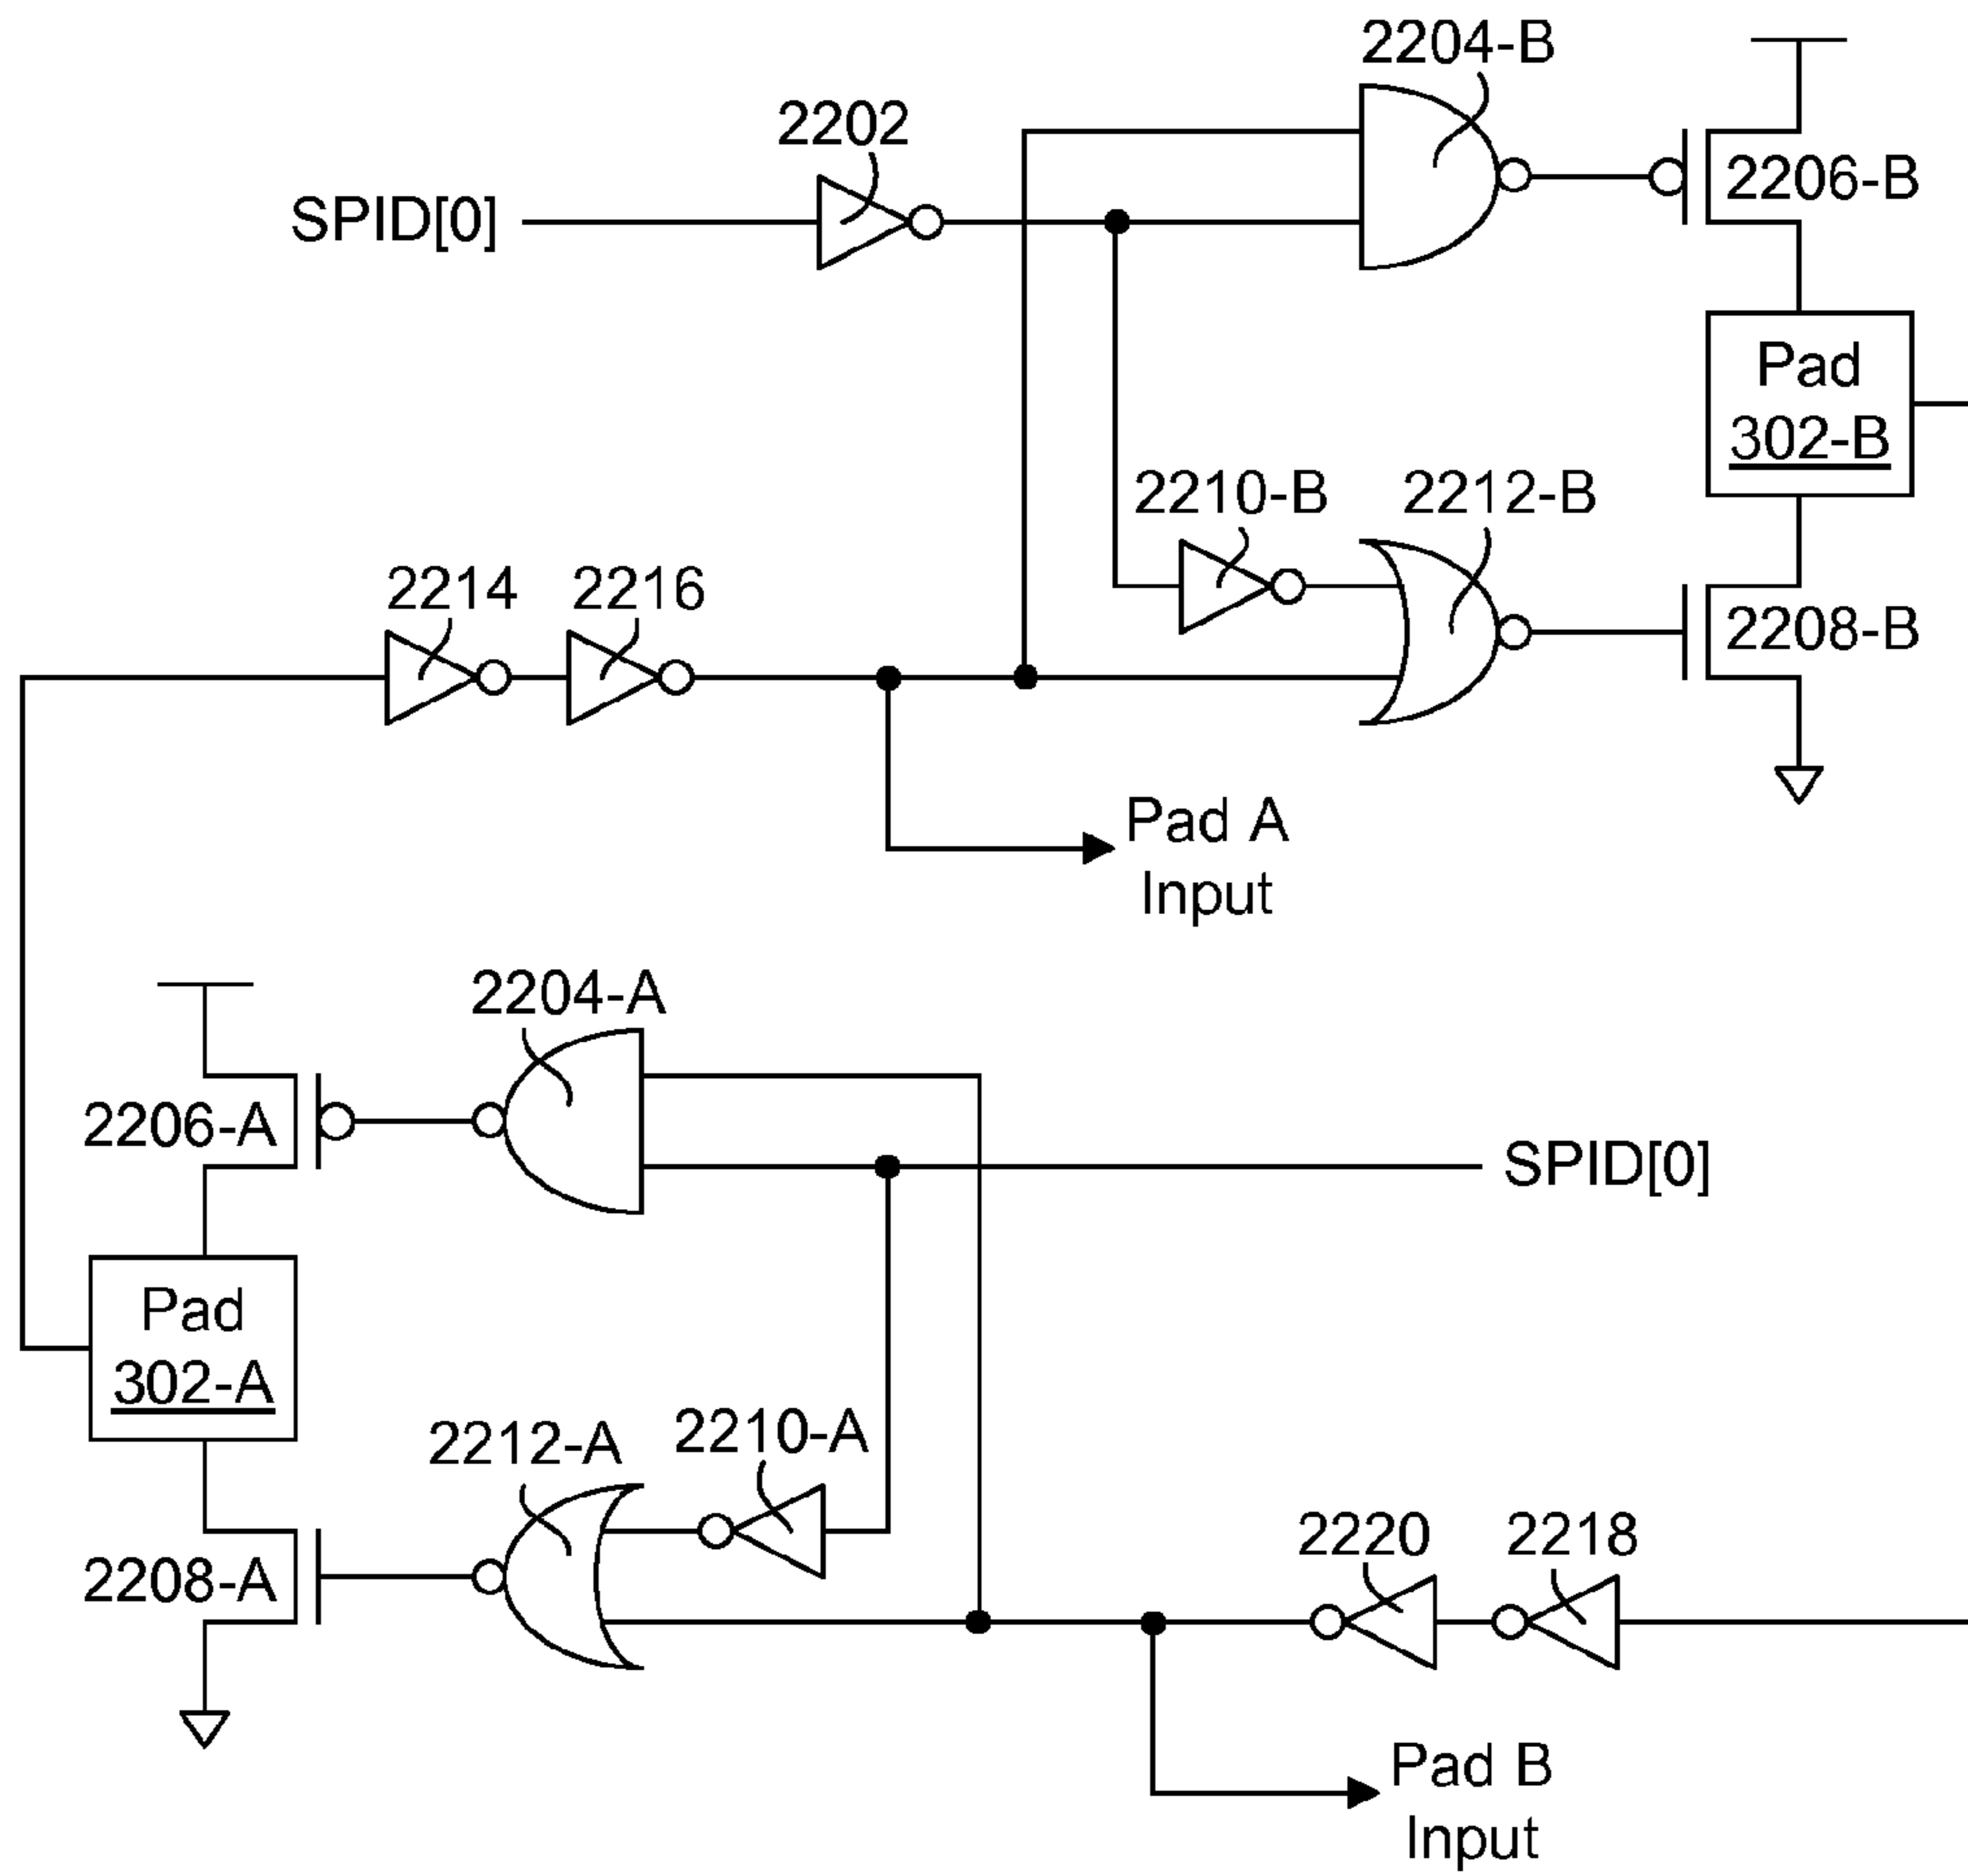 2204-B
2202
SPID[0]
2206-B
Pad
302-B
2210-B
2212-B
2214
2216
2208-B
Pad A
Input
2204-A
2206-A
SPID[0]
Pad
302-A
2212-A
2210-A
2208-A
2220
2218
Pad B
Input